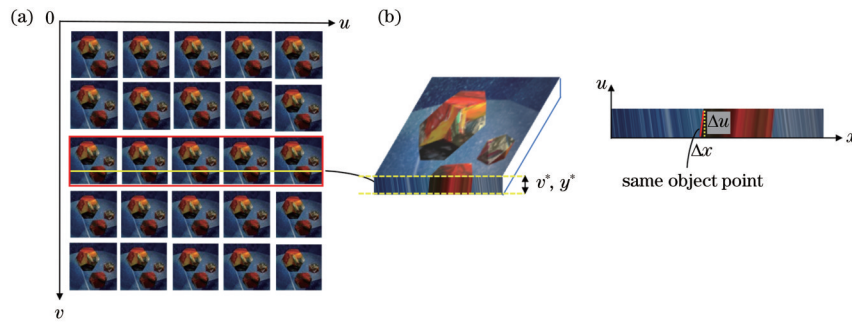 (a)
0
u
v
(b)
v*, y*
u
Δu
x
Δx
same object point